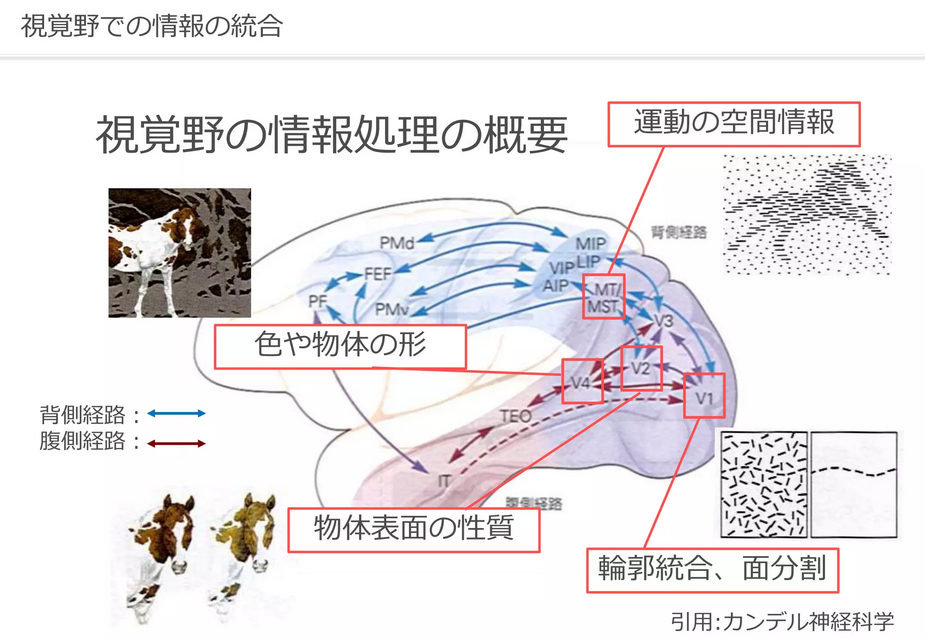 視覚野での情報の統合
視覚野の情報処理の概要
運動の空間情報
背側経路
PMd
MIP
LIP
VIP
AIP
FEF
PF
PMv
MT/
MST
V3
色や物体の形
V2
V4
V1
背側経路：
腹側経路：
TEO
IT
腹側経路
物体表面の性質
輪郭統合、面分割
引用:カンデル神経科学